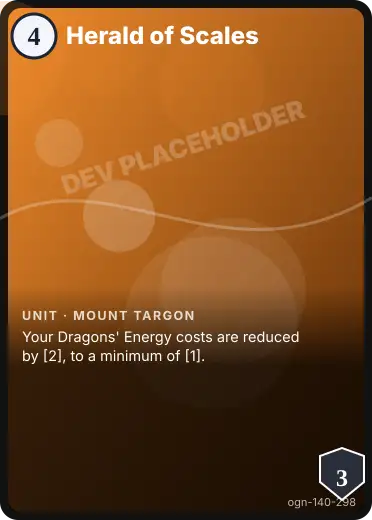 4
Herald of Scales
DEV PLACEHOLDER
UNIT · MOUNT TARGON
Your Dragons' Energy costs are reduced
by [2], to a minimum of [1].
3
ogn-140-298